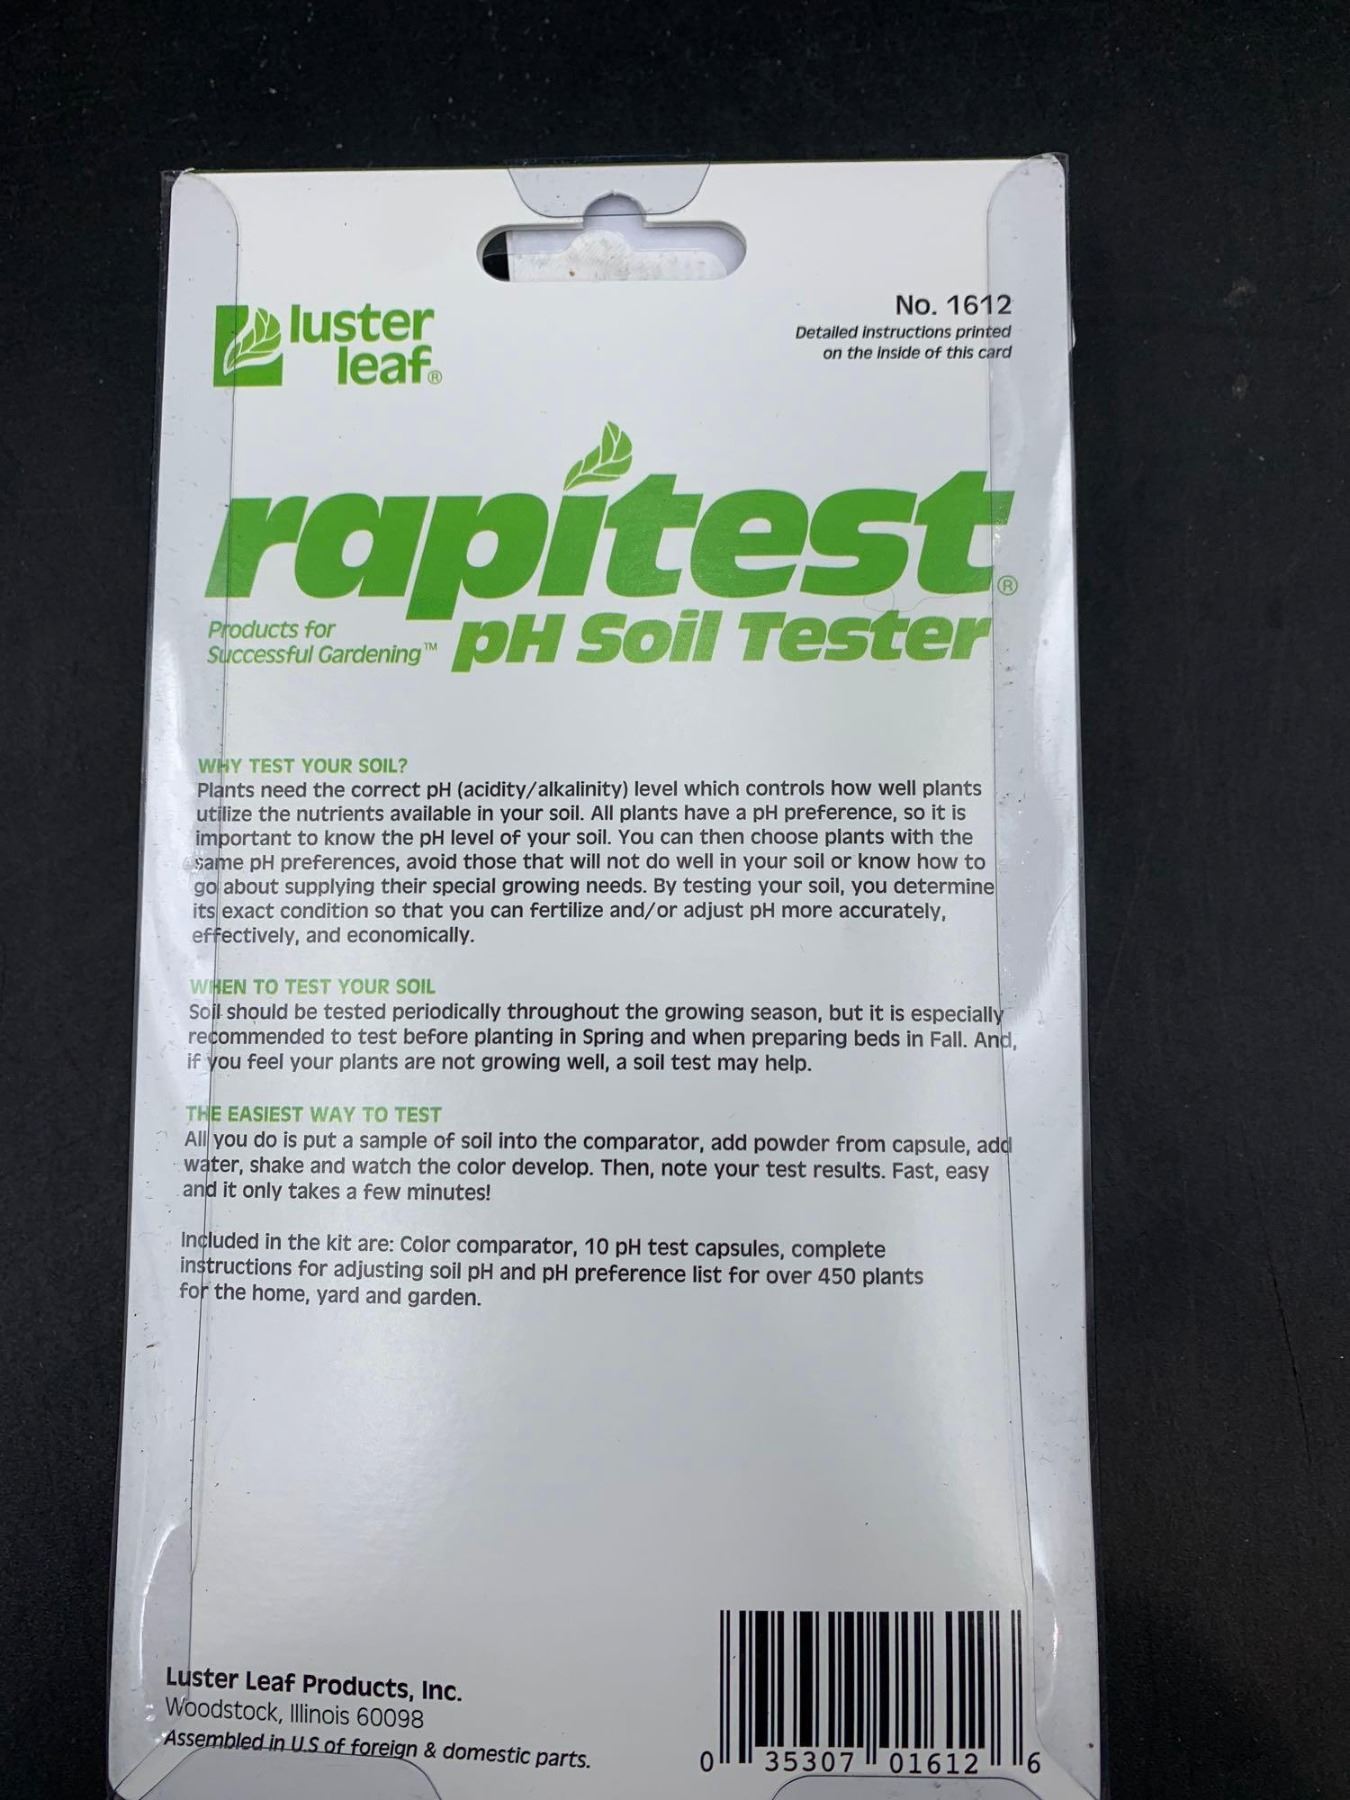 luster
leaf®
No. 1612
Detailed instructions printed
on the inside of this card
rapitest®
Products for
Successful Gardening™
pH Soil Tester
WHY TEST YOUR SOIL?
Plants need the correct pH (acidity/alkalinity) level which controls how well plants
utilize the nutrients available in your soil. All plants have a pH preference, so it is
important to know the pH level of your soil. You can then choose plants with the
same pH preferences, avoid those that will not do well in your soil or know how to
go about supplying their special growing needs. By testing your soil, you determine
its exact condition so that you can fertilize and/or adjust pH more accurately,
effectively, and economically.
WHEN TO TEST YOUR SOIL
Soil should be tested periodically throughout the growing season, but it is especially
recommended to test before planting in Spring and when preparing beds in Fall. And,
if you feel your plants are not growing well, a soil test may help.
THE EASIEST WAY TO TEST
All you do is put a sample of soil into the comparator, add powder from capsule, add
water, shake and watch the color develop. Then, note your test results. Fast, easy
and it only takes a few minutes!
Included in the kit are: Color comparator, 10 pH test capsules, complete
instructions for adjusting soil pH and pH preference list for over 450 plants
for the home, yard and garden.
Luster Leaf Products, Inc.
Woodstock, Illinois 60098
Assembled in U.S of foreign & domestic parts.
0 35307 01612 6